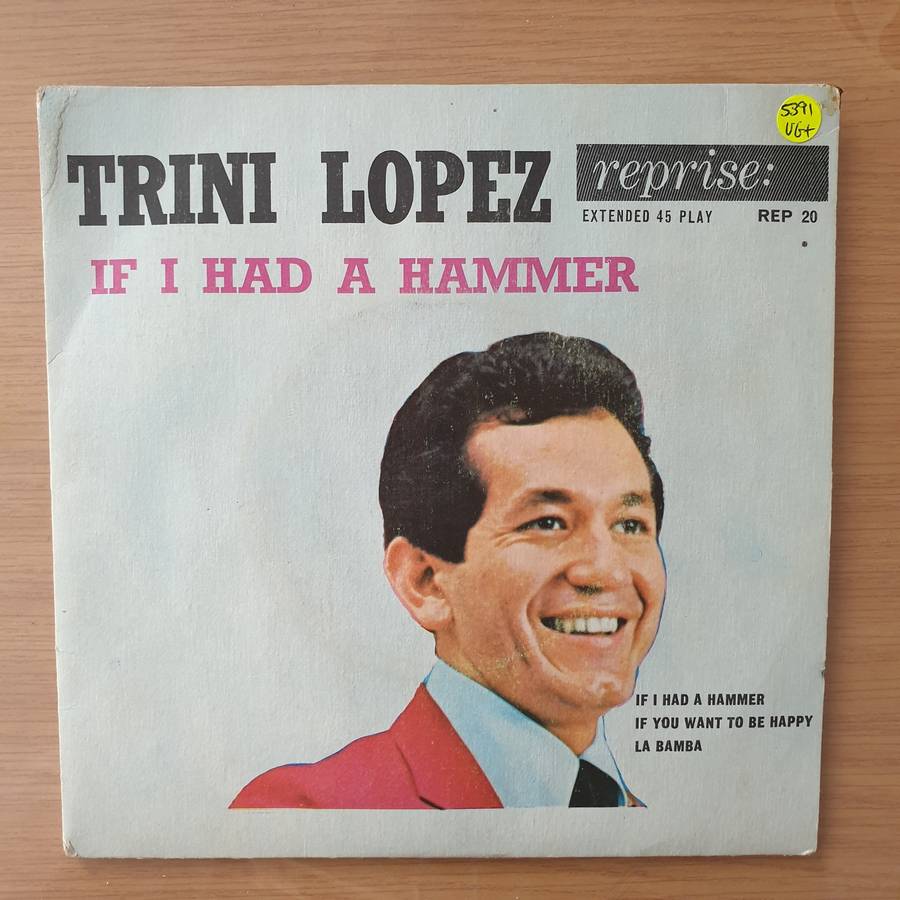 5391
VG+
TRINI LOPEZ
reprise:
EXTENDED 45 PLAY REP 20
IF I HAD A HAMMER
IF I HAD A HAMMER
IF YOU WANT TO BE HAPPY
LA BAMBA